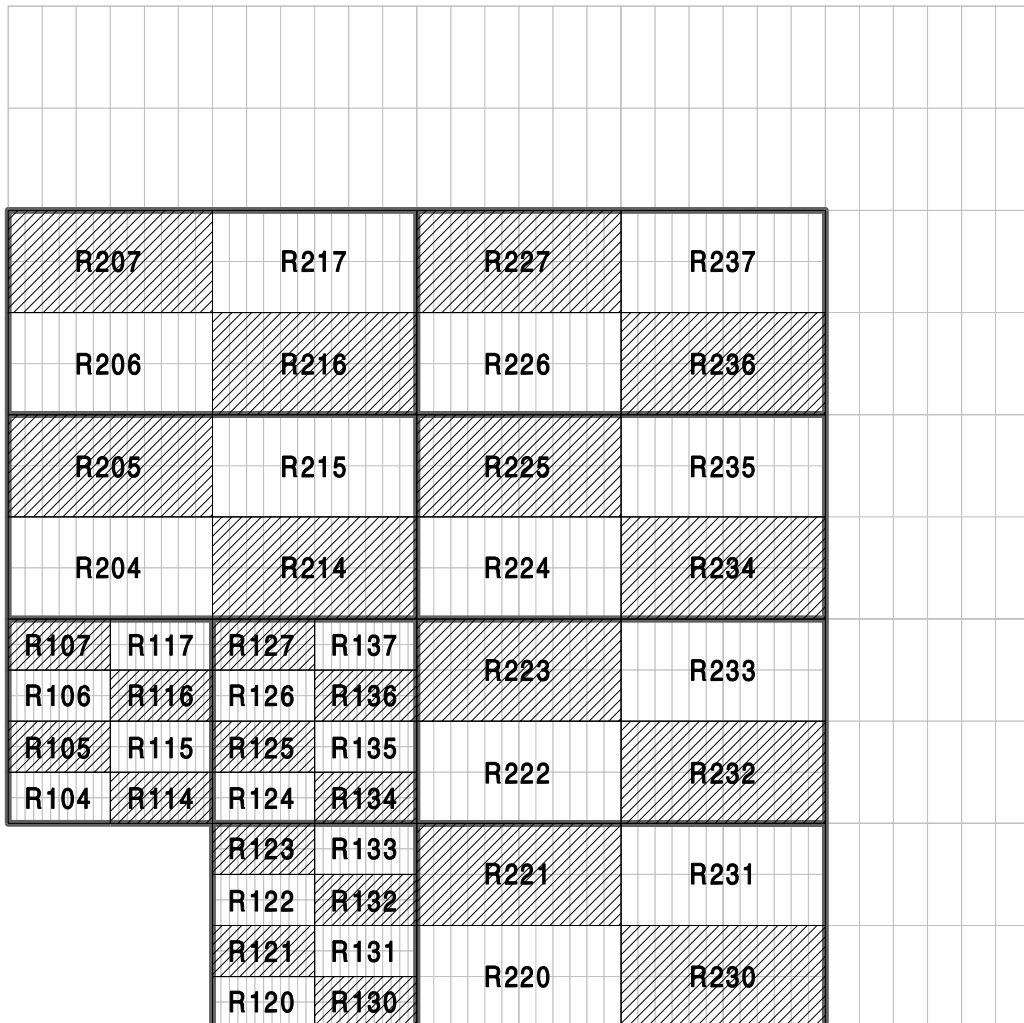 R207 R217 R227 R237
R206 R216 R226 R236
R205 R215 R225 R235
R204 R214 R224 R234
R107 R117 R127 R137
R223 R233
R106 R116 R126 R136
R105 R115 R125 R135
R222 R232
R104 R114 R124 R134
R123 R133
R221 R231
R122 R132
R121 R131
R220 R230
R120 R130